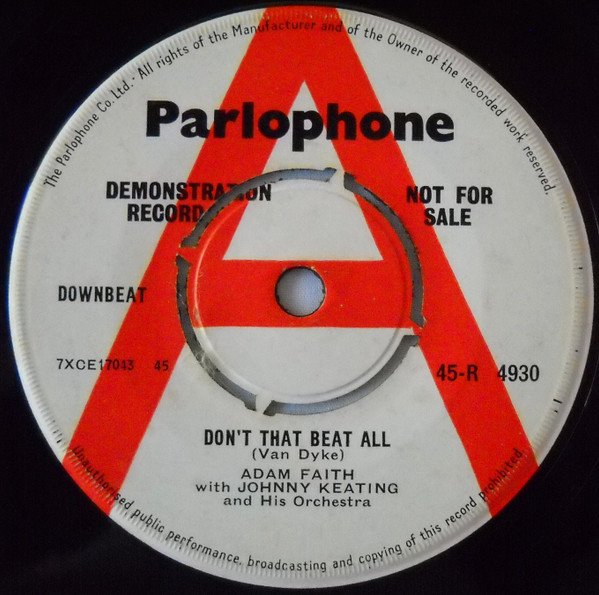 The Parlophone Co. Ltd. · All rights of the Manufacturer and of the Owner of the recorded work reserved.
Parlophone
DEMONSTRATION
RECORD
NOT FOR
SALE
DOWNBEAT
7XCE17043 45
45-R 4930
DON'T THAT BEAT ALL
(Van Dyke)
ADAM FAITH
with JOHNNY KEATING
and His Orchestra
Unauthorised public performance, broadcasting and copying of this record prohibited.